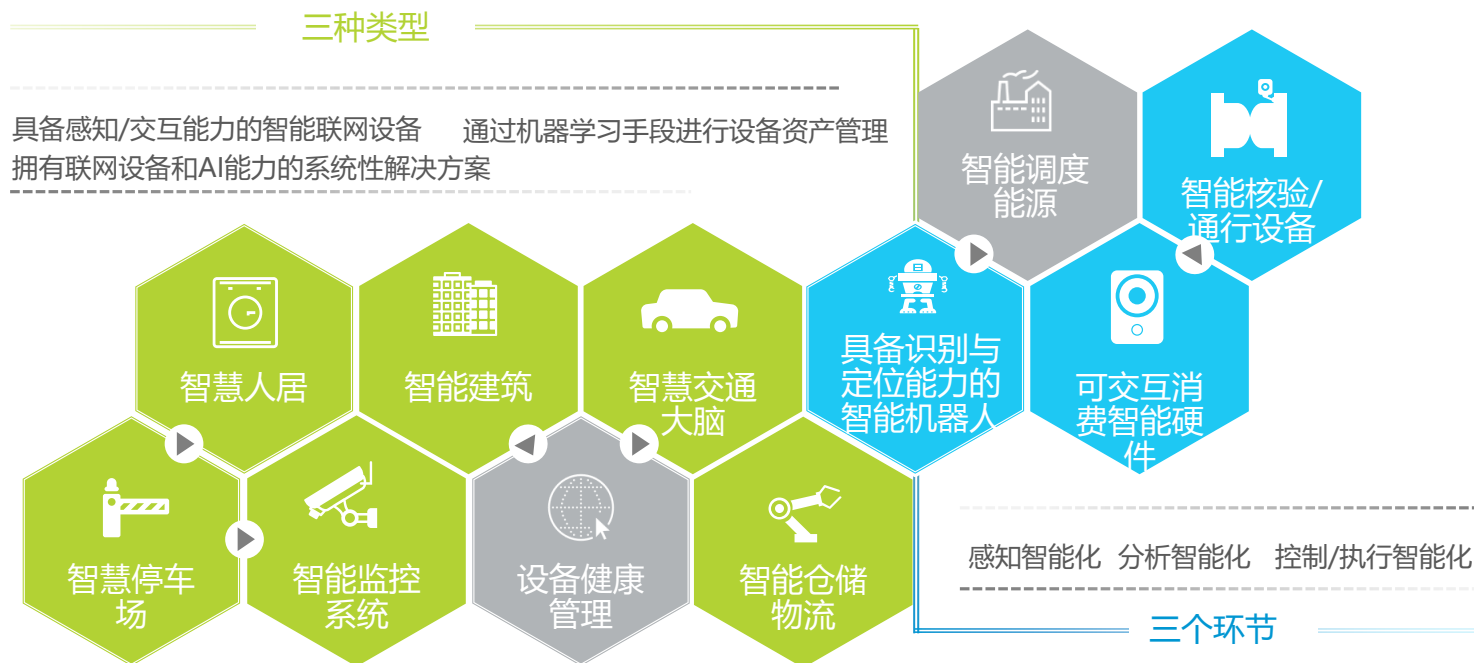 三种类型
具备感知/交互能力的智能联网设备 通过机器学习手段进行设备资产管理
拥有联网设备和AI能力的系统性解决方案
智能调度
能源
智能核验/
通行设备
智慧人居
智能建筑
智慧交通
大脑
具备识别与
定位能力的
智能机器人
可交互消
费智能硬
件
智慧停车
场
智能监控
系统
设备健康
管理
智能仓储
物流
感知智能化 分析智能化 控制/执行智能化
三个环节